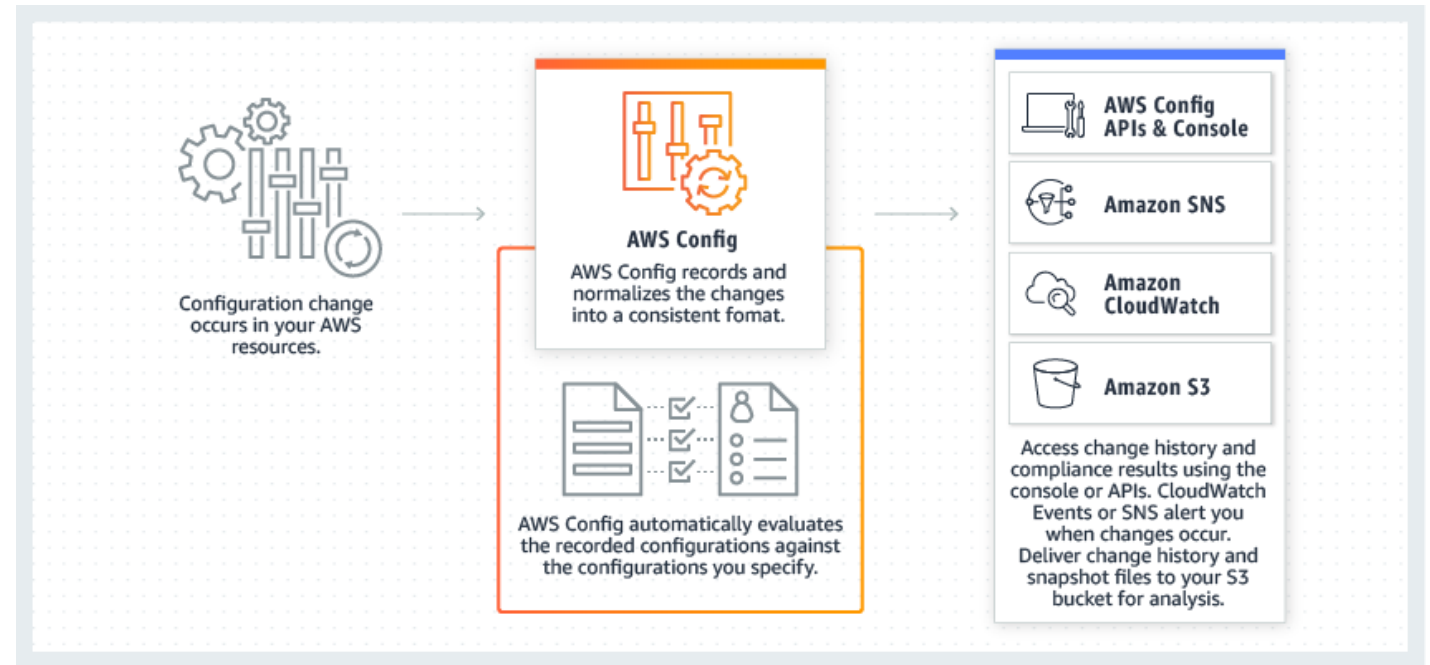 Configuration change
occurs in your AWS
resources.
AWS Config
AWS Config records and
normalizes the changes
into a consistent fomat.
AWS Config automatically evaluates
the recorded configurations against
the configurations you specify.
AWS Config
APIs & Console
Amazon SNS
Amazon
CloudWatch
Amazon S3
Access change history and
compliance results using the
console or APIs. CloudWatch
Events or SNS alert you
when changes occur.
Deliver change history and
snapshot files to your S3
bucket for analysis.